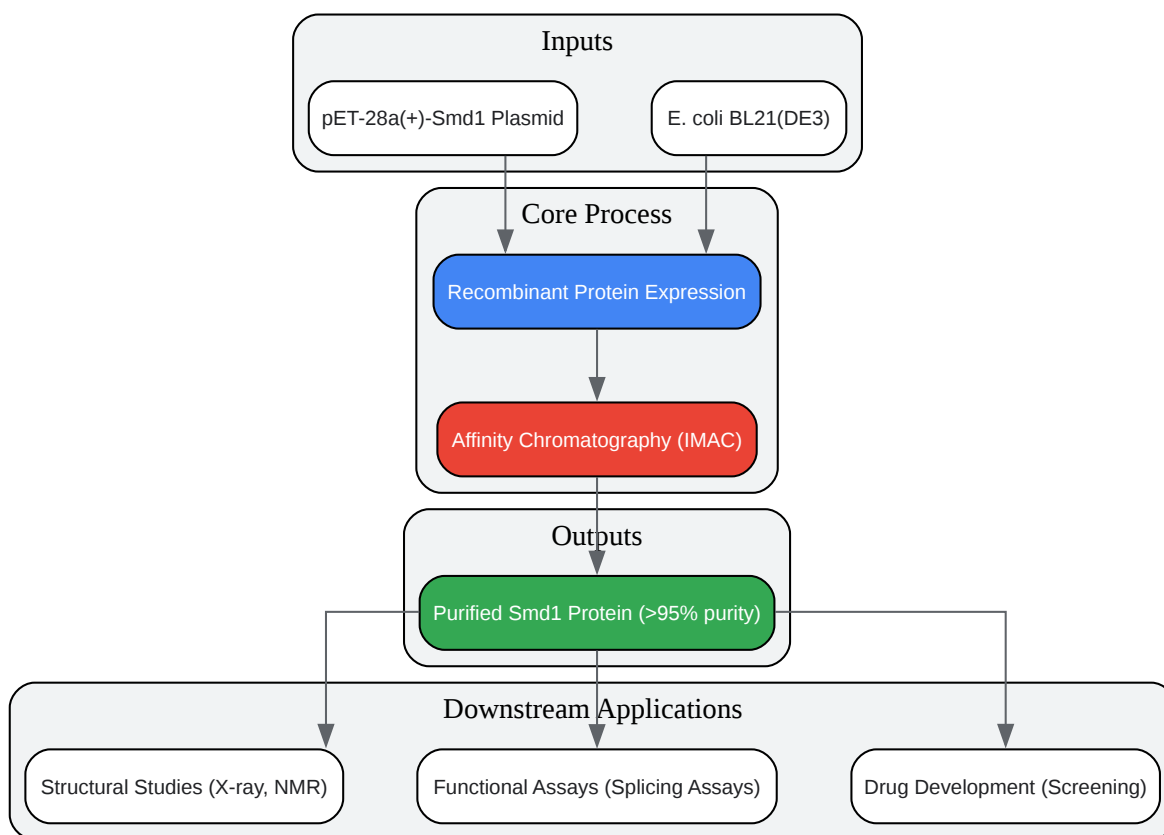 Inputs
pET-28a(+)-Smd1 Plasmid
E. coli BL21(DE3)
Core Process
Recombinant Protein Expression
Affinity Chromatography (IMAC)
Outputs
Purified Smd1 Protein (>95% purity)
Downstream Applications
Structural Studies (X-ray, NMR)
Functional Assays (Splicing Assays)
Drug Development (Screening)